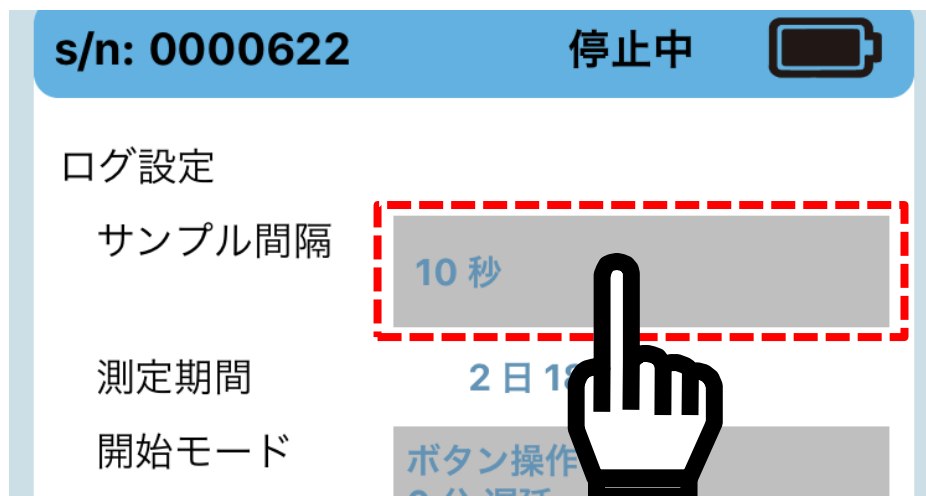 s/n: 0000622 停止中
ログ設定
サンプル間隔 10 秒
測定期間 2 日
開始モード ボタン操作